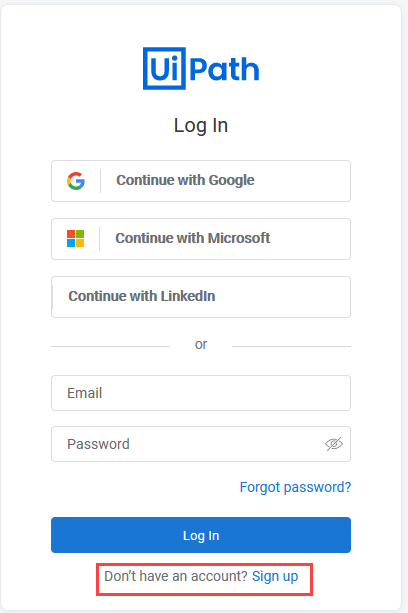 UiPath
Log In
Continue with Google
Continue with Microsoft
Continue with LinkedIn
or
Email
Password
Forgot password?
Log In
Don't have an account? Sign up